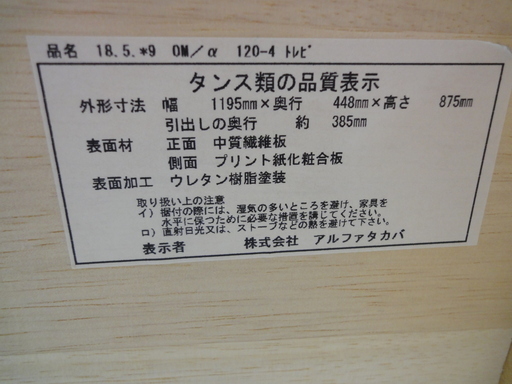 品名 18.5.*9 OM/α 120-4 ﾄﾚﾋﾞ
タンス類の品質表示
外形寸法 幅 1195mm×奥行 448mm×高さ 875mm
引出しの奥行 約 385mm
表面材 正面 中質繊維板
側面 プリント紙化粧合板
表面加工 ウレタン樹脂塗装
取り扱い上の注意
イ）据付の際には、湿気の多いところを避け、家具を
水平に保つために必要な措置を講じてください。
ロ）直射日光又は、ストーブなどの熱を避けて下さい。
表示者 株式会社 アルファタカバ